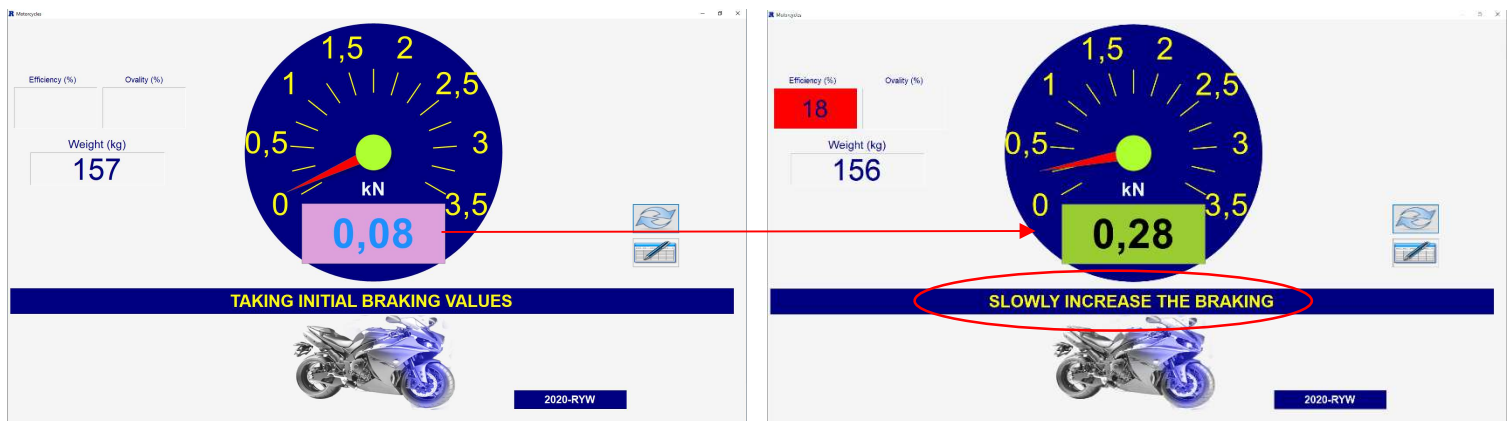 R Motorcycles
Efficiency (%) Ovality (%)
Weight (kg)
157
0 0,5 1 1,5 2 2,5 3 3,5
kN
0,08
TAKING INITIAL BRAKING VALUES
2020-RYW
R Motorcycles
Efficiency (%) Ovality (%)
18
Weight (kg)
156
0 0,5 1 1,5 2 2,5 3 3,5
kN
0,28
SLOWLY INCREASE THE BRAKING
2020-RYW